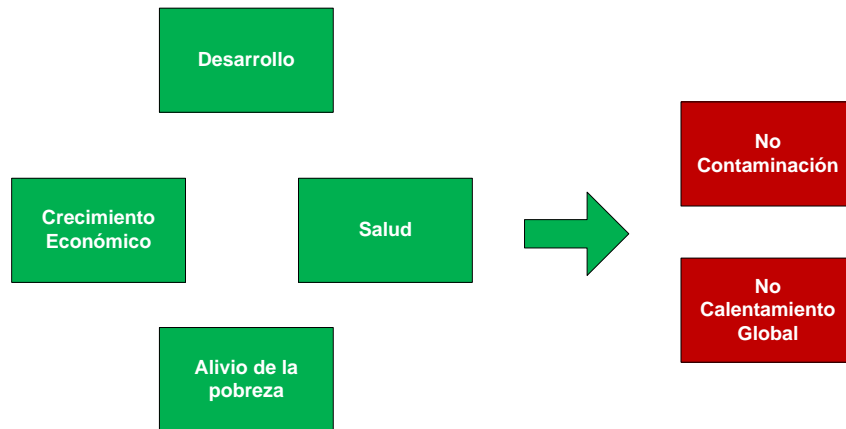 Desarrollo
Crecimiento
Económico
Salud
Alivio de la
pobreza
No
Contaminación
No
Calentamiento
Global